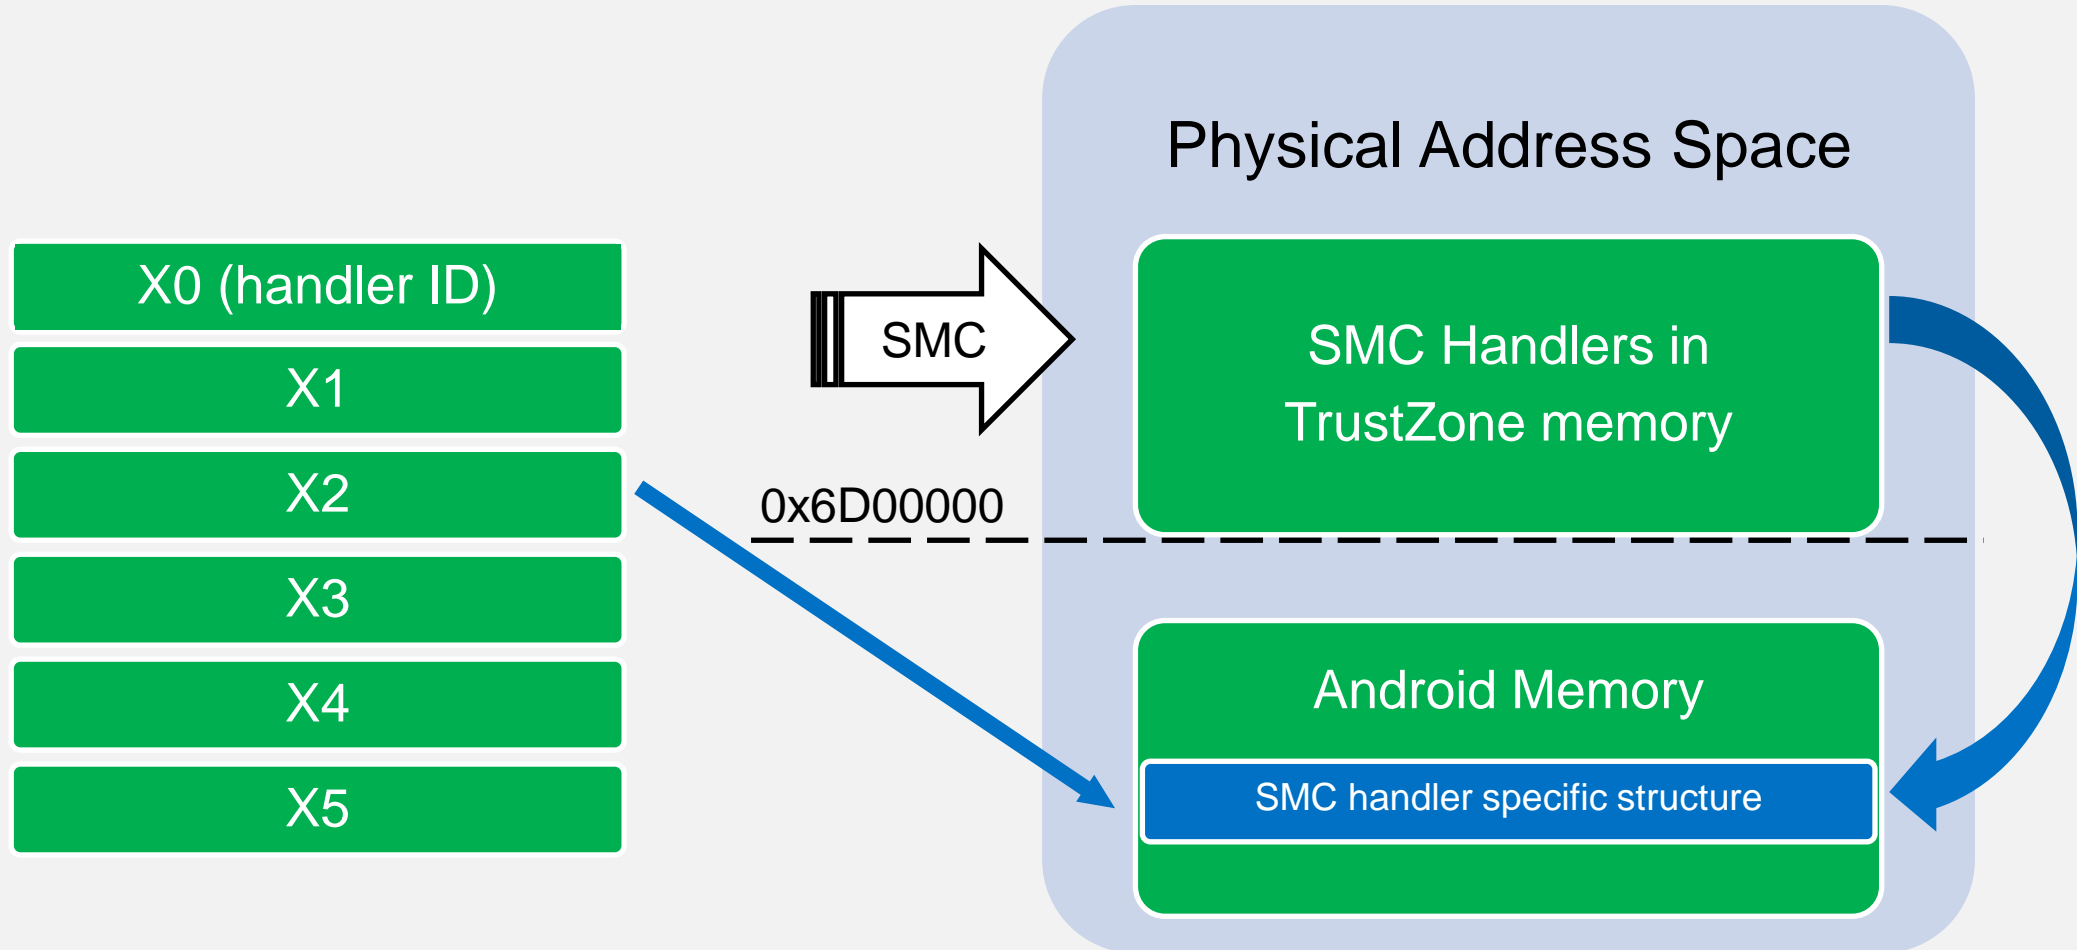 Physical Address Space
X0 (handler ID)
X1
X2
X3
X4
X5
SMC
0x6D00000
SMC Handlers in
TrustZone memory
Android Memory
SMC handler specific structure